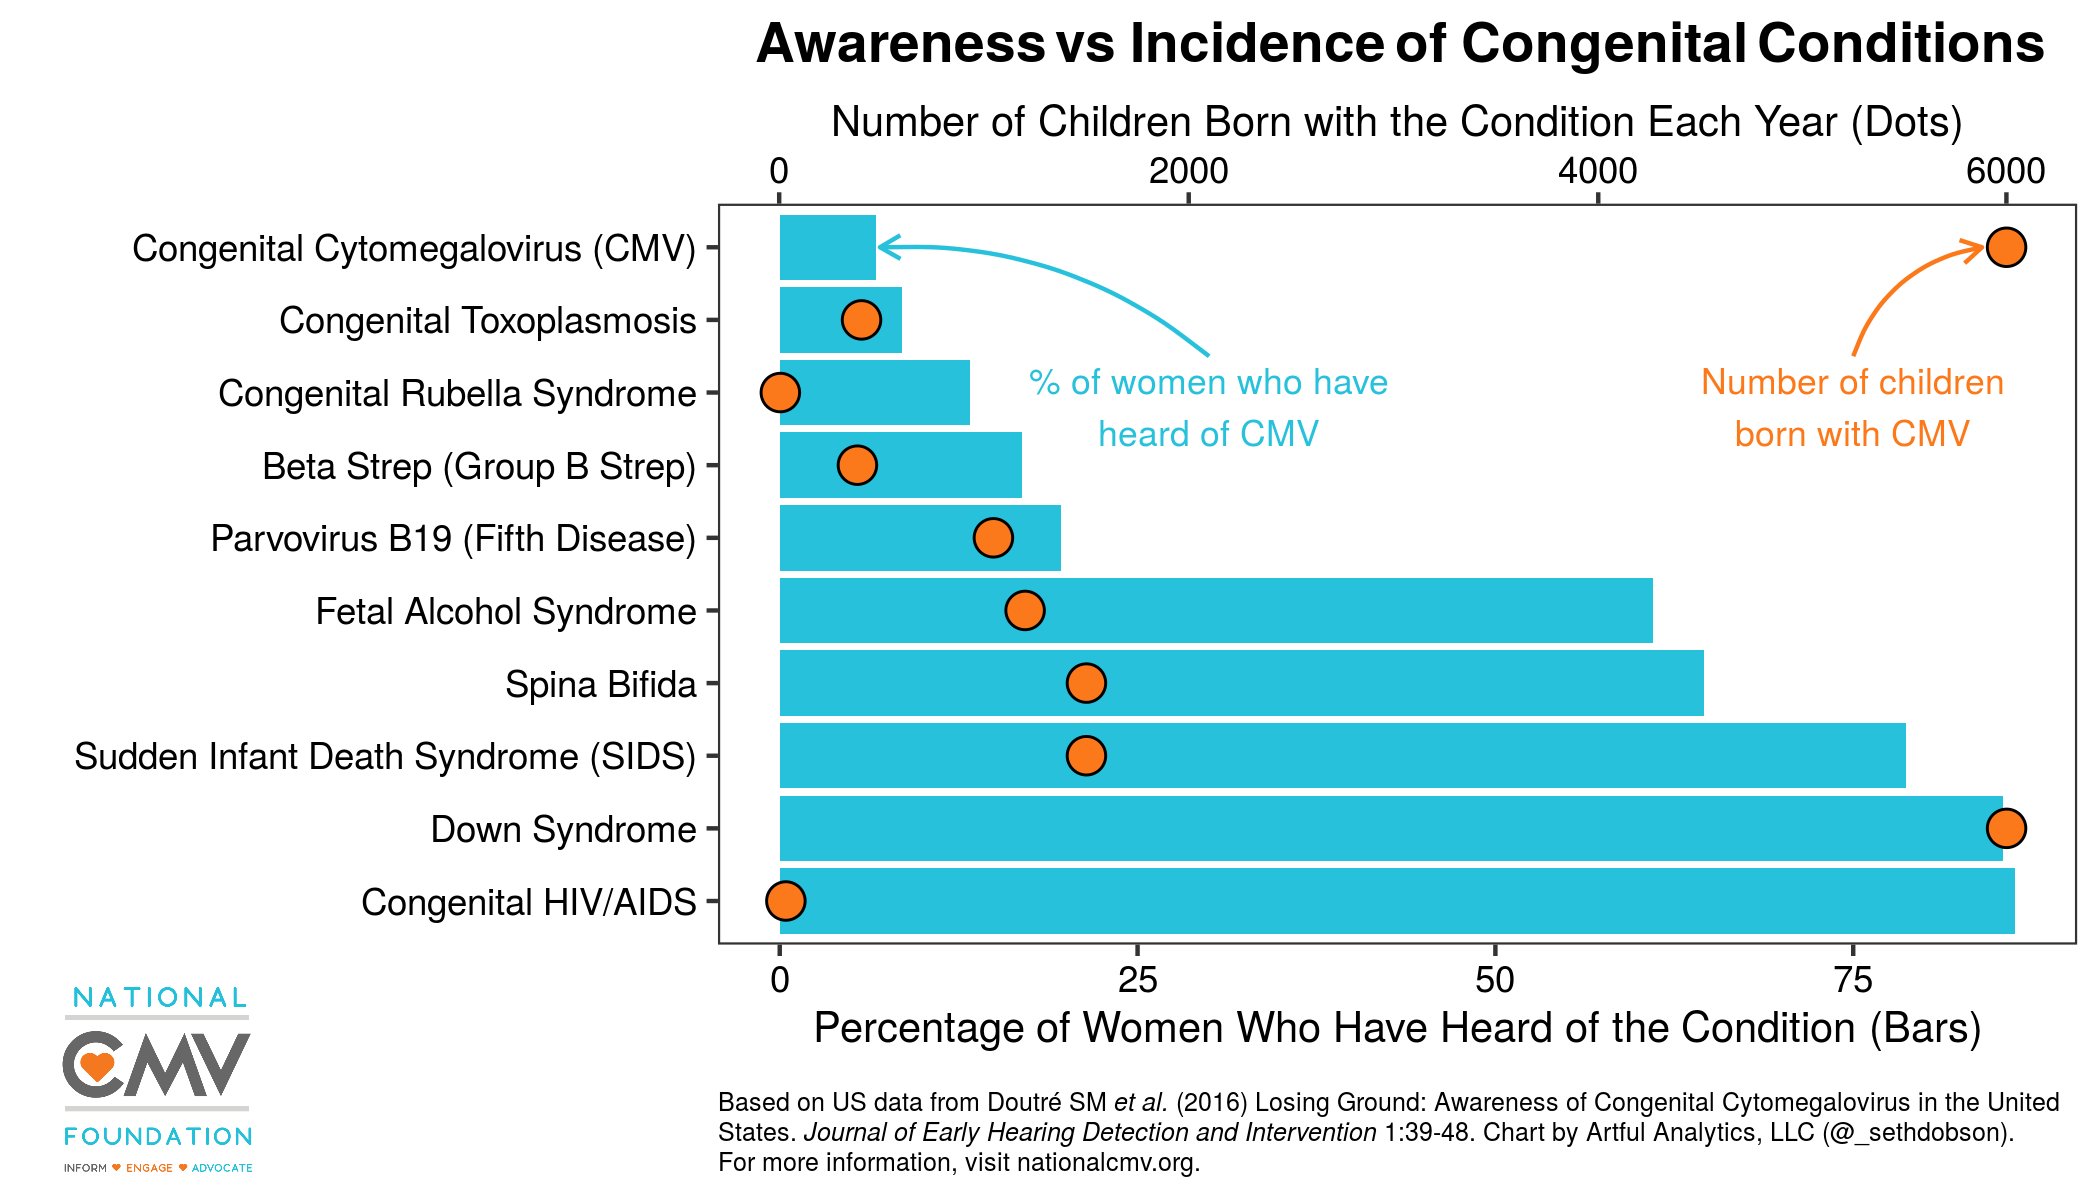 Awareness vs Incidence of Congenital Conditions
Number of Children Born with the Condition Each Year (Dots)
0 2000 4000 6000
Congenital Cytomegalovirus (CMV)
Congenital Toxoplasmosis
Congenital Rubella Syndrome
Beta Strep (Group B Strep)
Parvovirus B19 (Fifth Disease)
Fetal Alcohol Syndrome
Spina Bifida
Sudden Infant Death Syndrome (SIDS)
Down Syndrome
Congenital HIV/AIDS
% of women who have
heard of CMV
Number of children
born with CMV
0 25 50 75
Percentage of Women Who Have Heard of the Condition (Bars)
NATIONAL
CMV
FOUNDATION
INFORM ENGAGE ADVOCATE
Based on US data from Doutré SM et al. (2016) Losing Ground: Awareness of Congenital Cytomegalovirus in the United
States. Journal of Early Hearing Detection and Intervention 1:39-48. Chart by Artful Analytics, LLC (@_sethdobson).
For more information, visit nationalcmv.org.